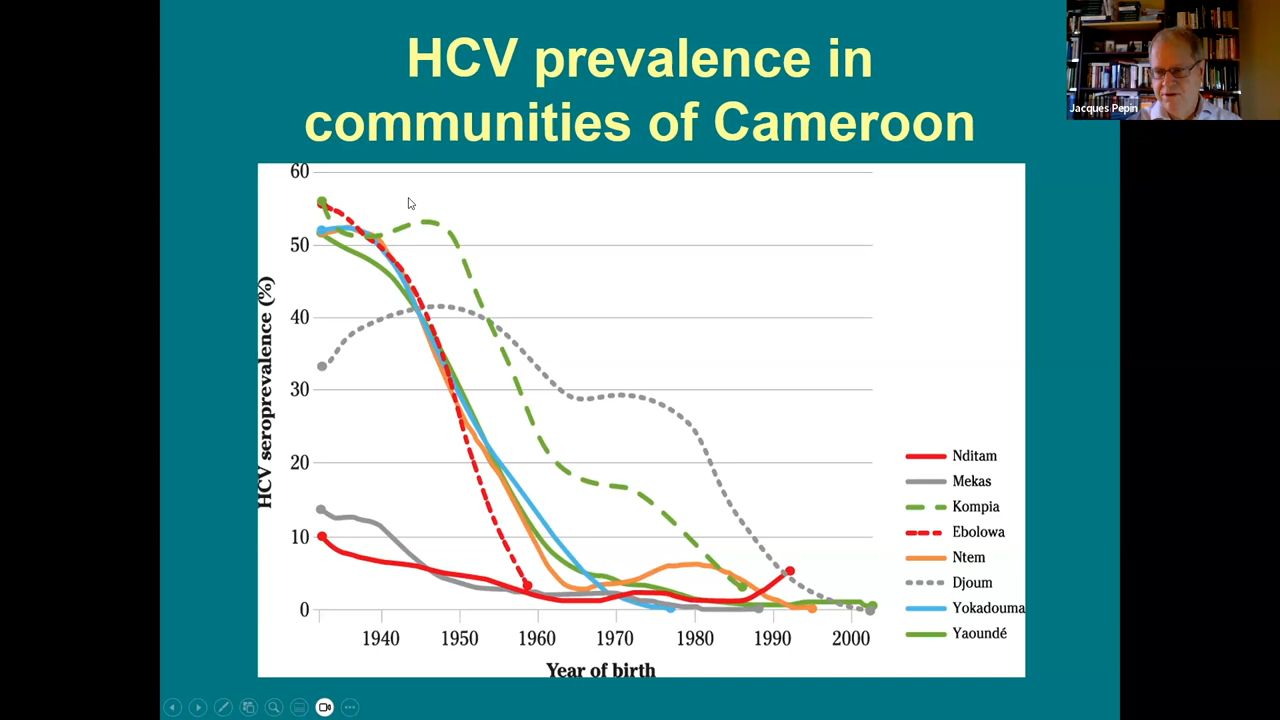 HCV prevalence in
communities of Cameroon
Jacques Pepin
60
50
40
30
20
10
0
HCV seroprevalence (%)
1940 1950 1960 1970 1980 1990 2000
Year of birth
Nditam
Mekas
Kompia
Ebolowa
Ntem
Djoum
Yokadouma
Yaoundé